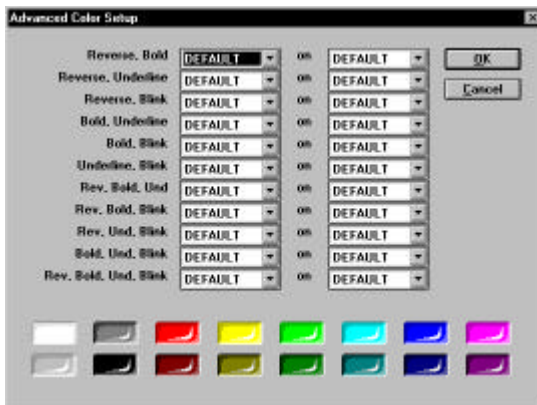 Advanced Color Setup
Reverse, Bold DEFAULT on DEFAULT OK
Reverse, Underline DEFAULT on DEFAULT
Reverse, Blink DEFAULT on DEFAULT Cancel
Bold, Underline DEFAULT on DEFAULT
Bold, Blink DEFAULT on DEFAULT
Underline, Blink DEFAULT on DEFAULT
Rev, Bold, Und DEFAULT on DEFAULT
Rev, Bold, Blink DEFAULT on DEFAULT
Rev, Und, Blink DEFAULT on DEFAULT
Bold, Und, Blink DEFAULT on DEFAULT
Rev, Bold, Und, Blink DEFAULT on DEFAULT